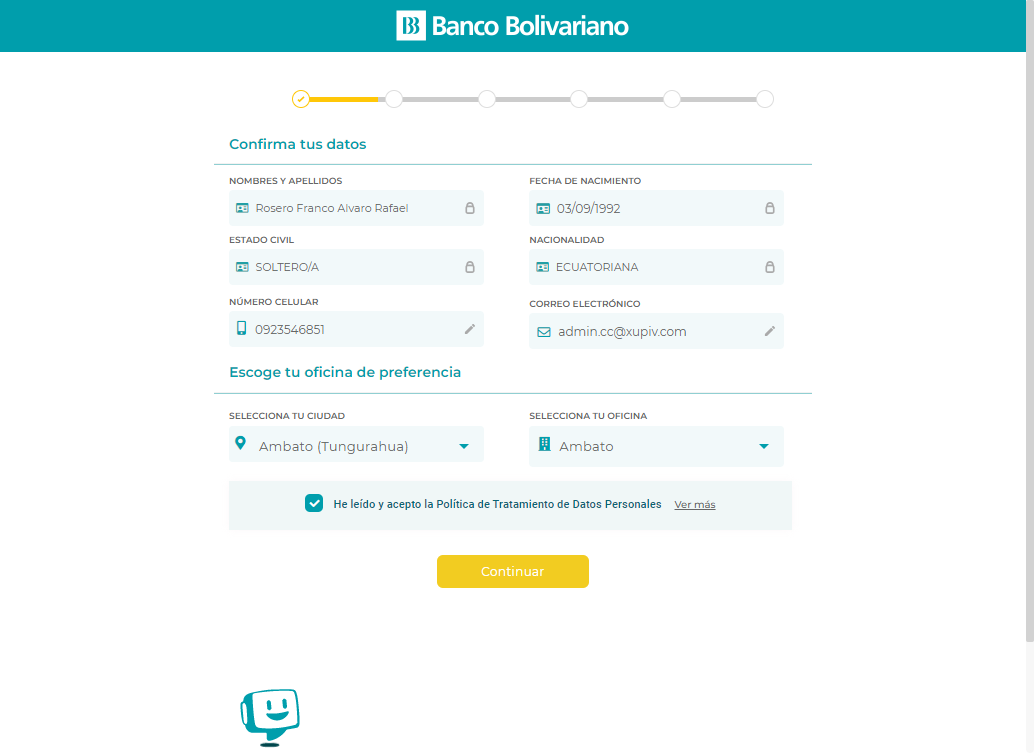 Banco Bolivariano
Confirma tus datos
NOMBRES Y APELLIDOS
Rosero Franco Alvaro Rafael
FECHA DE NACIMIENTO
03/09/1992
ESTADO CIVIL
SOLTERO/A
NACIONALIDAD
ECUATORIANA
NÚMERO CELULAR
0923546851
CORREO ELECTRÓNICO
admin.cc@xupiv.com
Escoge tu oficina de preferencia
SELECCIONA TU CIUDAD
Ambato (Tungurahua)
SELECCIONA TU OFICINA
Ambato
He leído y acepto la Política de Tratamiento de Datos Personales Ver más
Continuar